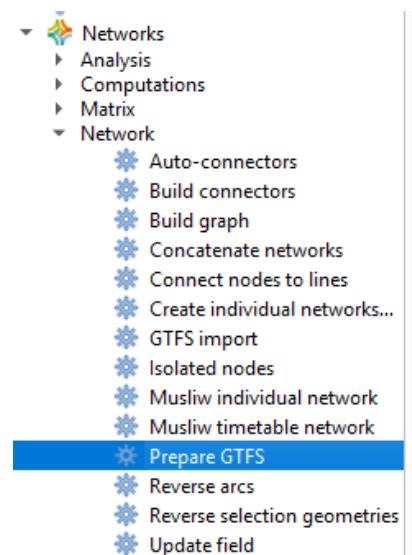 Networks
Analysis
Computations
Matrix
Network
Auto-connectors
Build connectors
Build graph
Concatenate networks
Connect nodes to lines
Create individual networks...
GTFS import
Isolated nodes
Musliw individual network
Musliw timetable network
Prepare GTFS
Reverse arcs
Reverse selection geometries
Update field